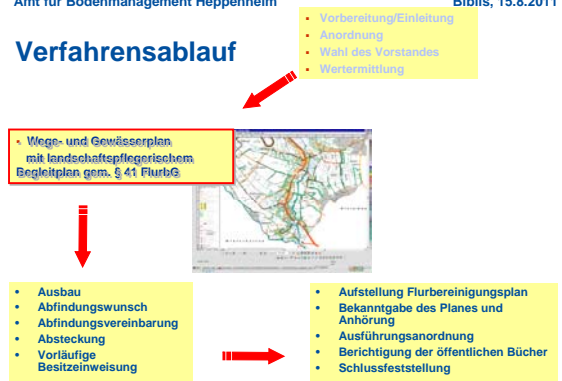 Amt für Bodenmanagement Heppenheim
Biblis, 15.8.2011
Verfahrensablauf
▪ Vorbereitung/Einleitung
▪ Anordnung
▪ Wahl des Vorstandes
▪ Wertermittlung
▪ Wege- und Gewässerplan
mit landschaftspflegerischem
Begleitplan gem. § 41 FlurbG
• Ausbau
• Abfindungswunsch
• Abfindungsvereinbarung
• Absteckung
• Vorläufige
Besitzeinweisung
• Aufstellung Flurbereinigungsplan
• Bekanntgabe des Planes und
Anhörung
• Ausführungsanordnung
• Berichtigung der öffentlichen Bücher
• Schlussfeststellung